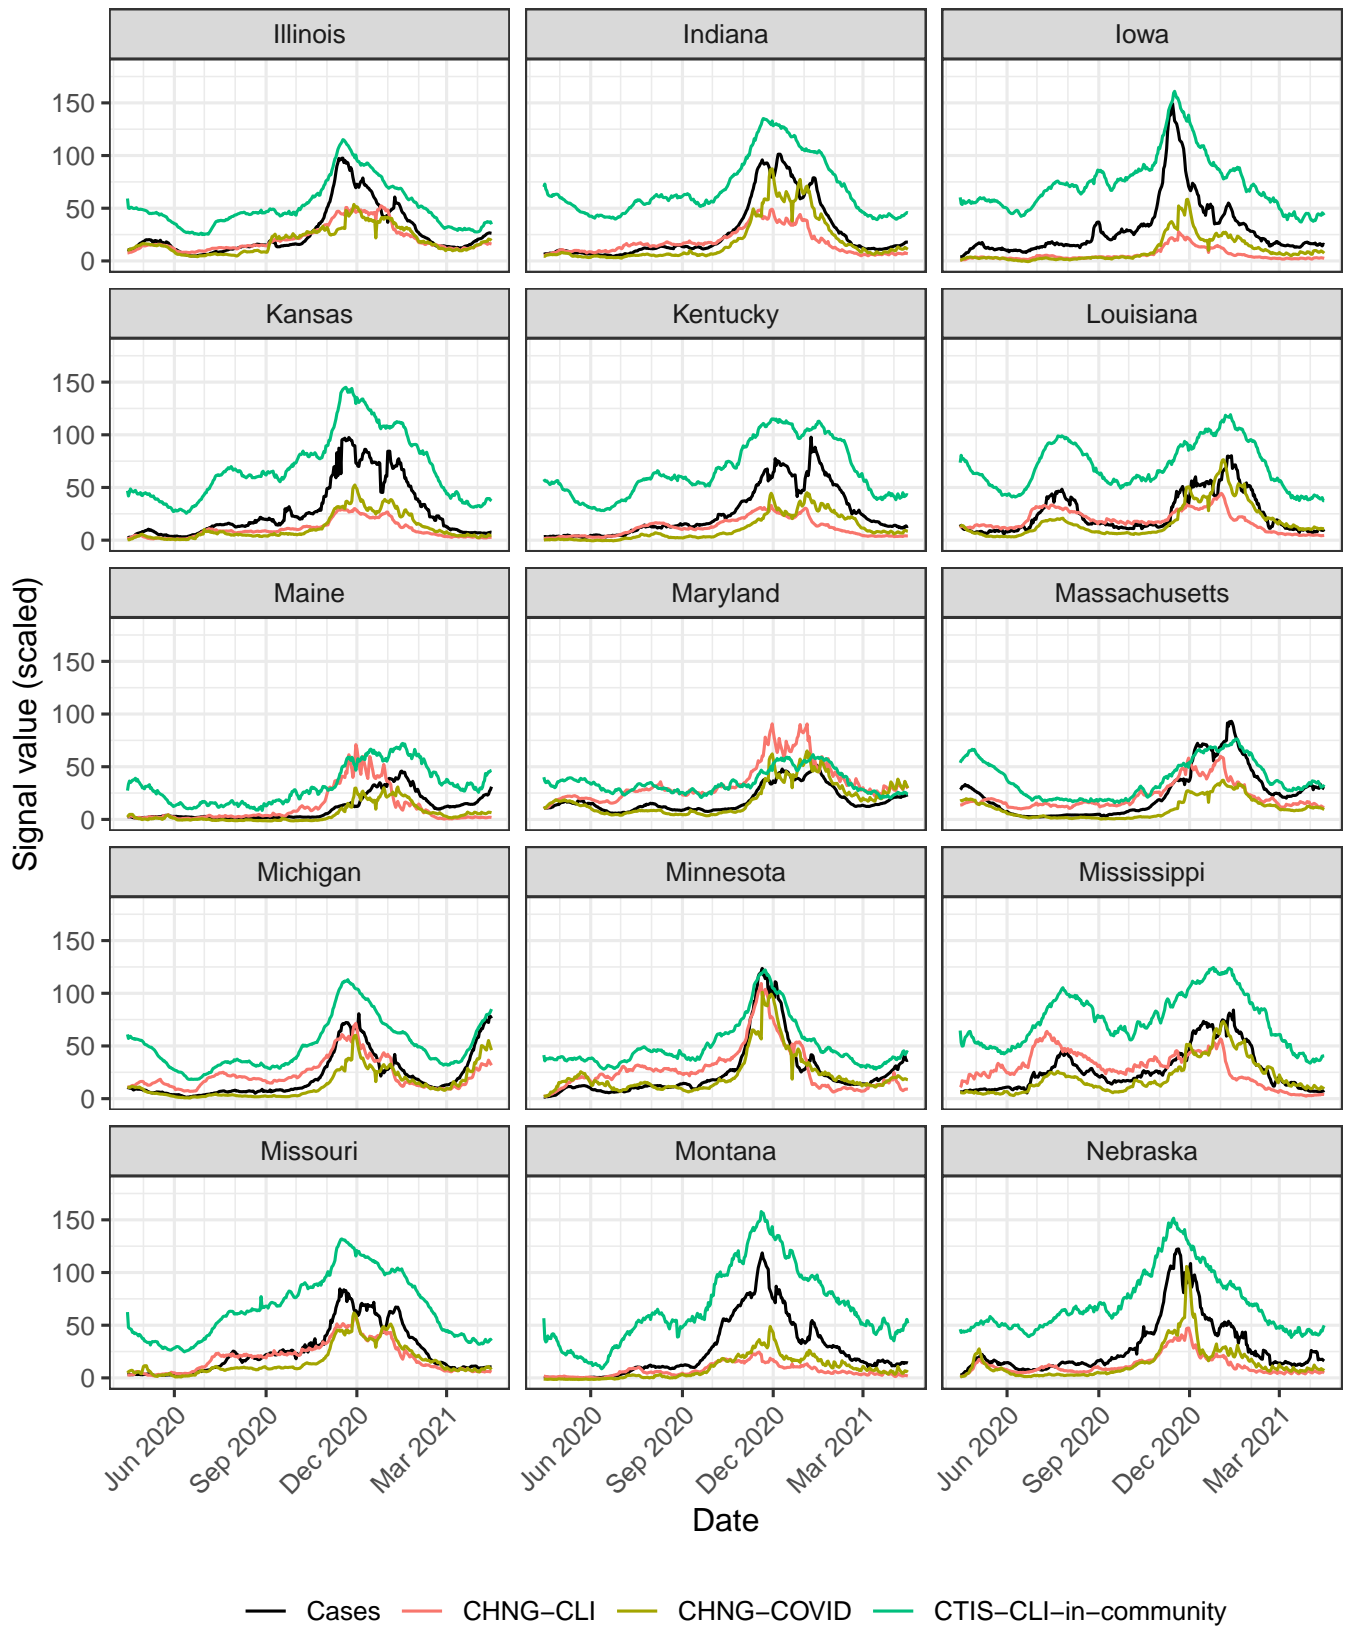 Illinois Indiana Iowa
150
100
50
0
Kansas Kentucky Louisiana
150
100
50
0
Maine Maryland Massachusetts
150
100
50
0
Michigan Minnesota Mississippi
150
100
50
0
Missouri Montana Nebraska
150
100
50
0
Signal value (scaled)
Jun 2020 Sep 2020 Dec 2020 Mar 2021 Jun 2020 Sep 2020 Dec 2020 Mar 2021 Jun 2020 Sep 2020 Dec 2020 Mar 2021
Date
Cases CHNG−CLI CHNG−COVID CTIS−CLI−in−community